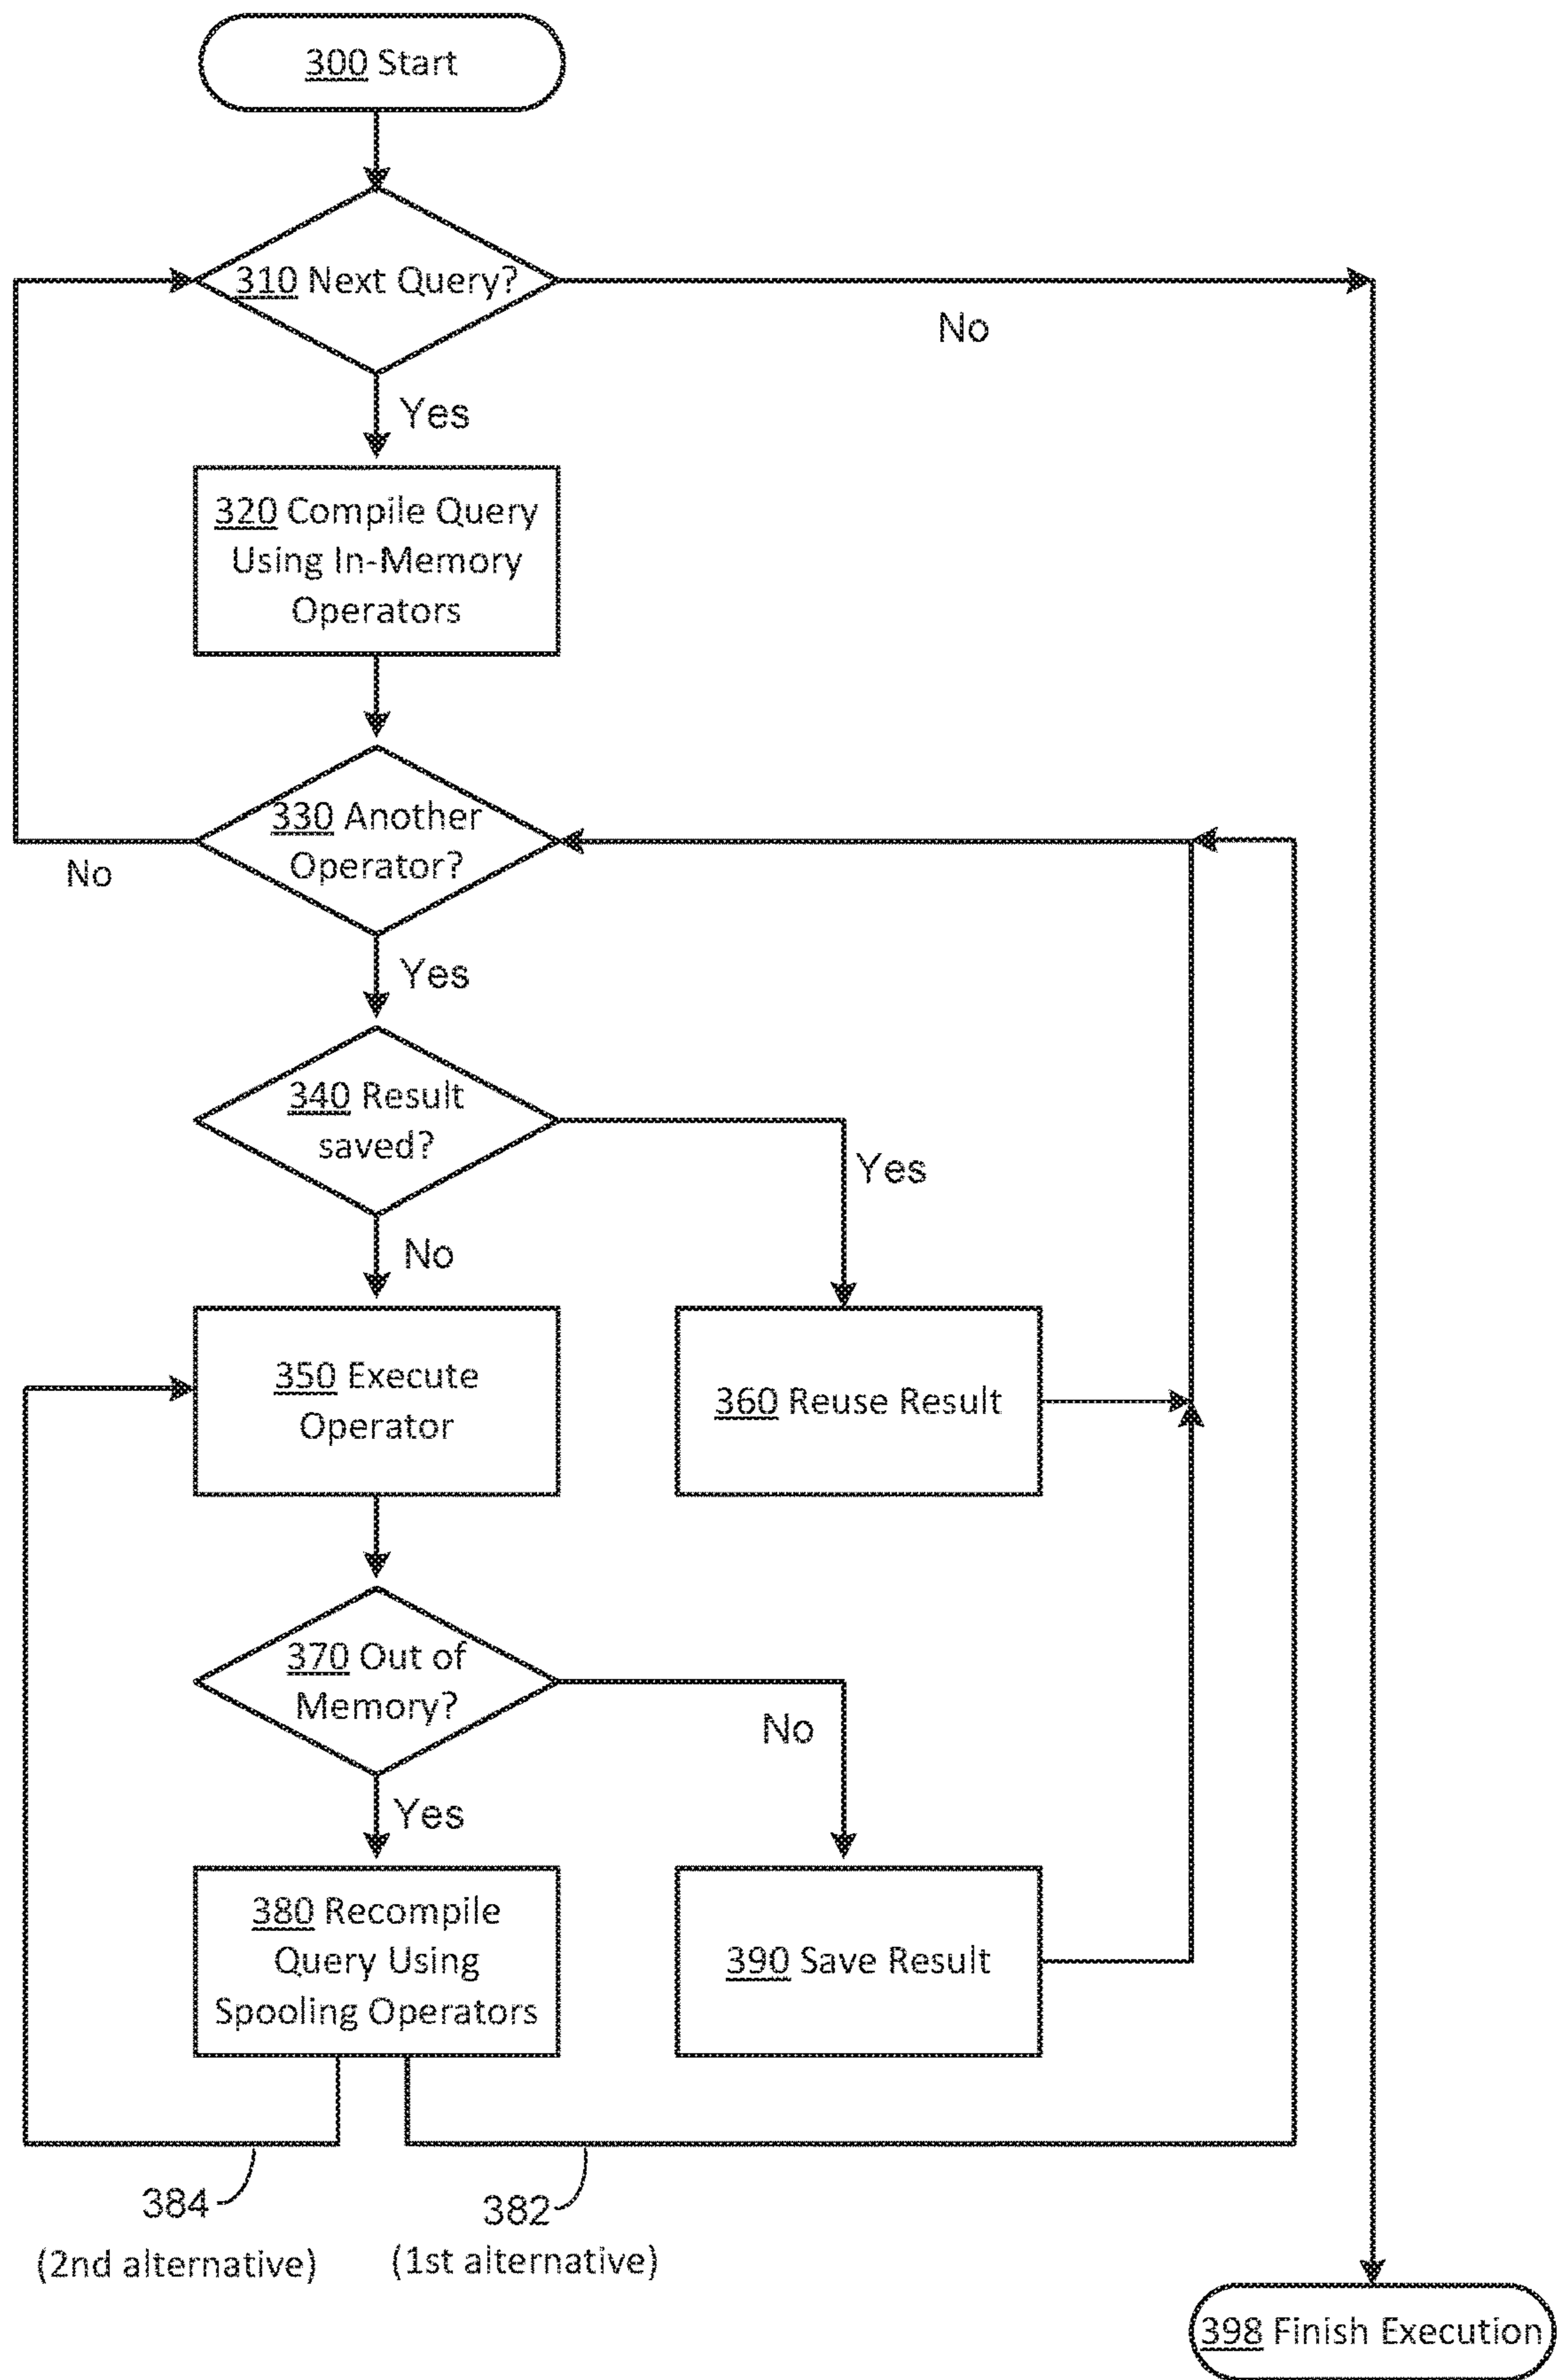 300 Start
310 Next Query?
No
Yes
320 Compile Query
Using In-Memory
Operators
330 Another
Operator?
No
Yes
340 Result
saved?
Yes
No
350 Execute
Operator
360 Reuse Result
370 Out of
Memory?
No
Yes
380 Recompile
Query Using
Spooling Operators
390 Save Result
384
(2nd alternative)
382
(1st alternative)
398 Finish Execution